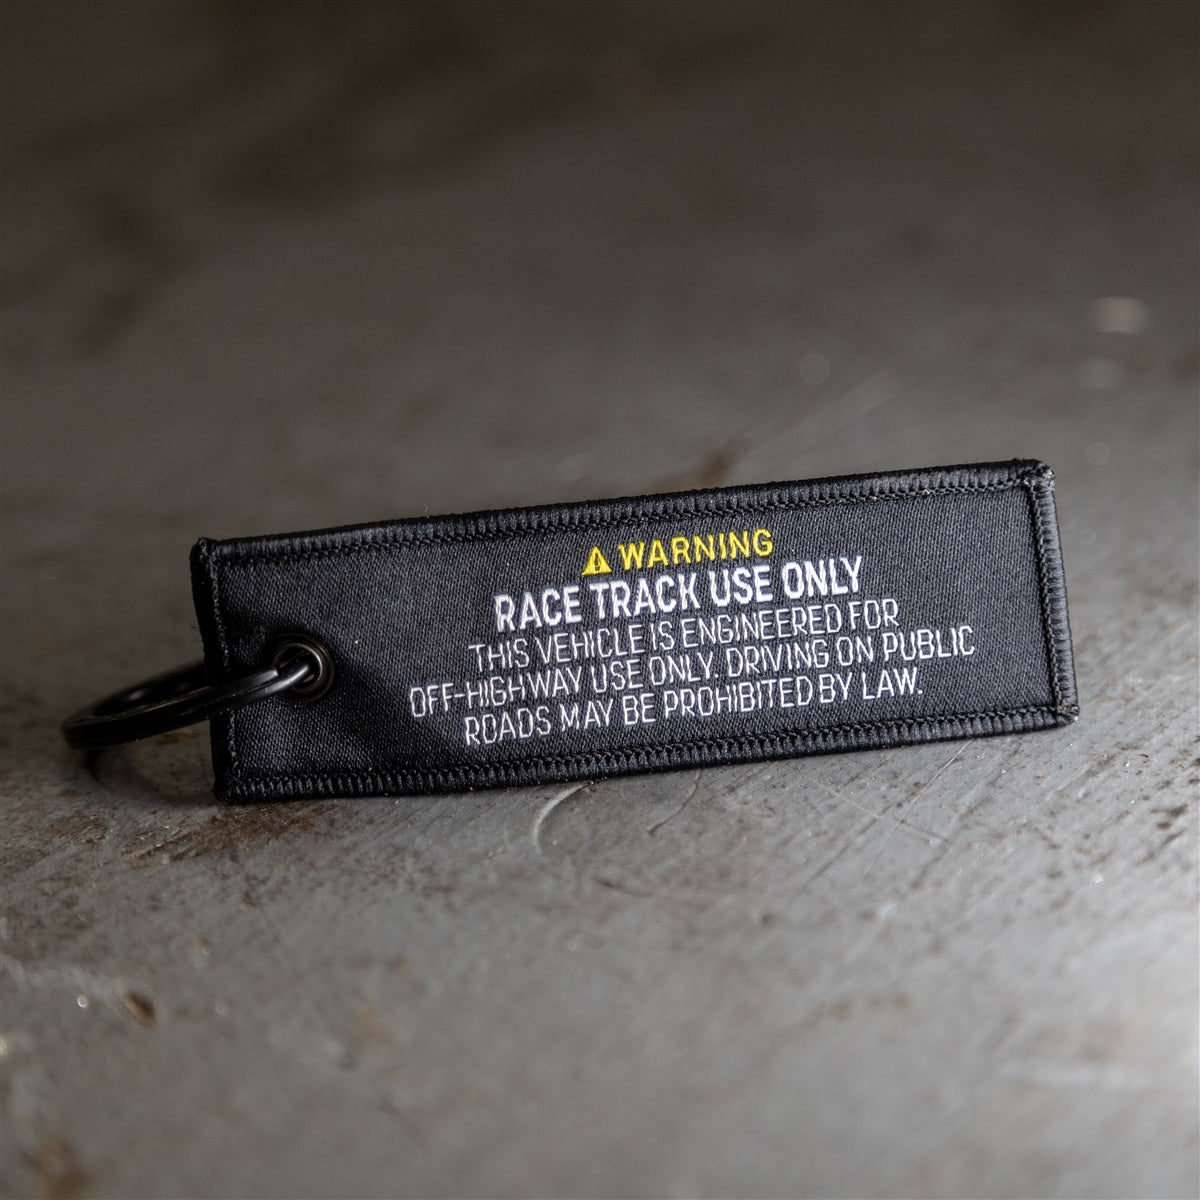 WARNING
RACE TRACK USE ONLY
THIS VEHICLE IS ENGINEERED FOR
OFF-HIGHWAY USE ONLY. DRIVING ON PUBLIC
ROADS MAY BE PROHIBITED BY LAW.